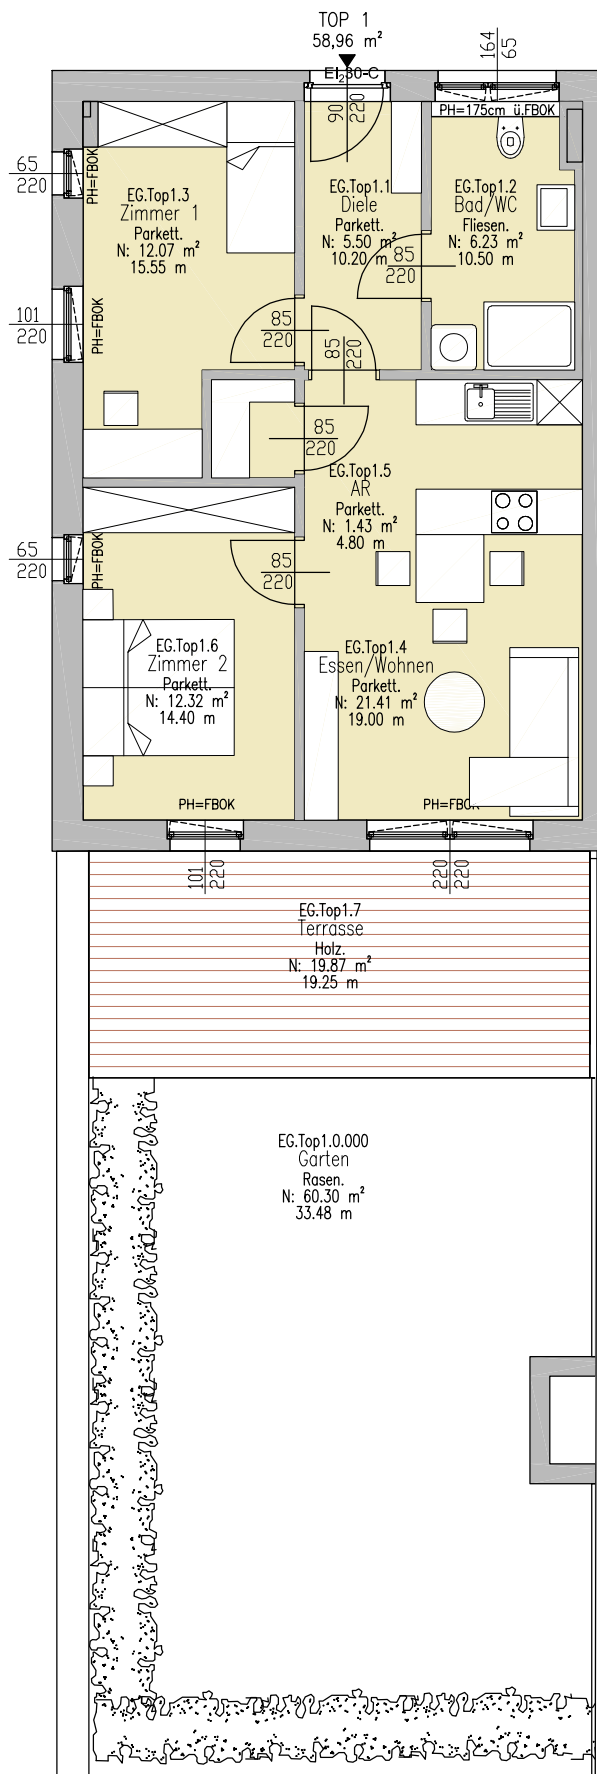 TOP 1
58,96 m²
164
65
EI₂30-C
90
220
PH=175cm ü.FBOK
65
220
PH=FBOK
EG.Top1.3
Zimmer 1
Parkett.
N: 12.07 m²
15.55 m
EG.Top1.1
Diele
Parkett.
N: 5.50 m²
10.20 m
EG.Top1.2
Bad/WC
Fliesen.
N: 6.23 m²
10.50 m
85
220
101
220
PH=FBOK
85
220
85
220
85
220
EG.Top1.5
AR
Parkett.
N: 1.43 m²
4.80 m
65
220
PH=FBOK
85
220
EG.Top1.6
Zimmer 2
Parkett.
N: 12.32 m²
14.40 m
EG.Top1.4
Essen/Wohnen
Parkett.
N: 21.41 m²
19.00 m
PH=FBOK
PH=FBOK
101
220
220
220
EG.Top1.7
Terrasse
Holz.
N: 19.87 m²
19.25 m
EG.Top1.0.000
Garten
Rasen.
N: 60.30 m²
33.48 m